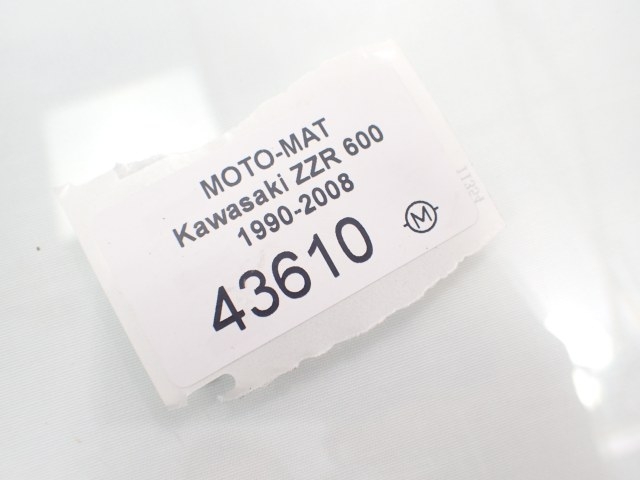 MOTO-MAT
Kawasaki ZZR 600
1990-2008
43610
M